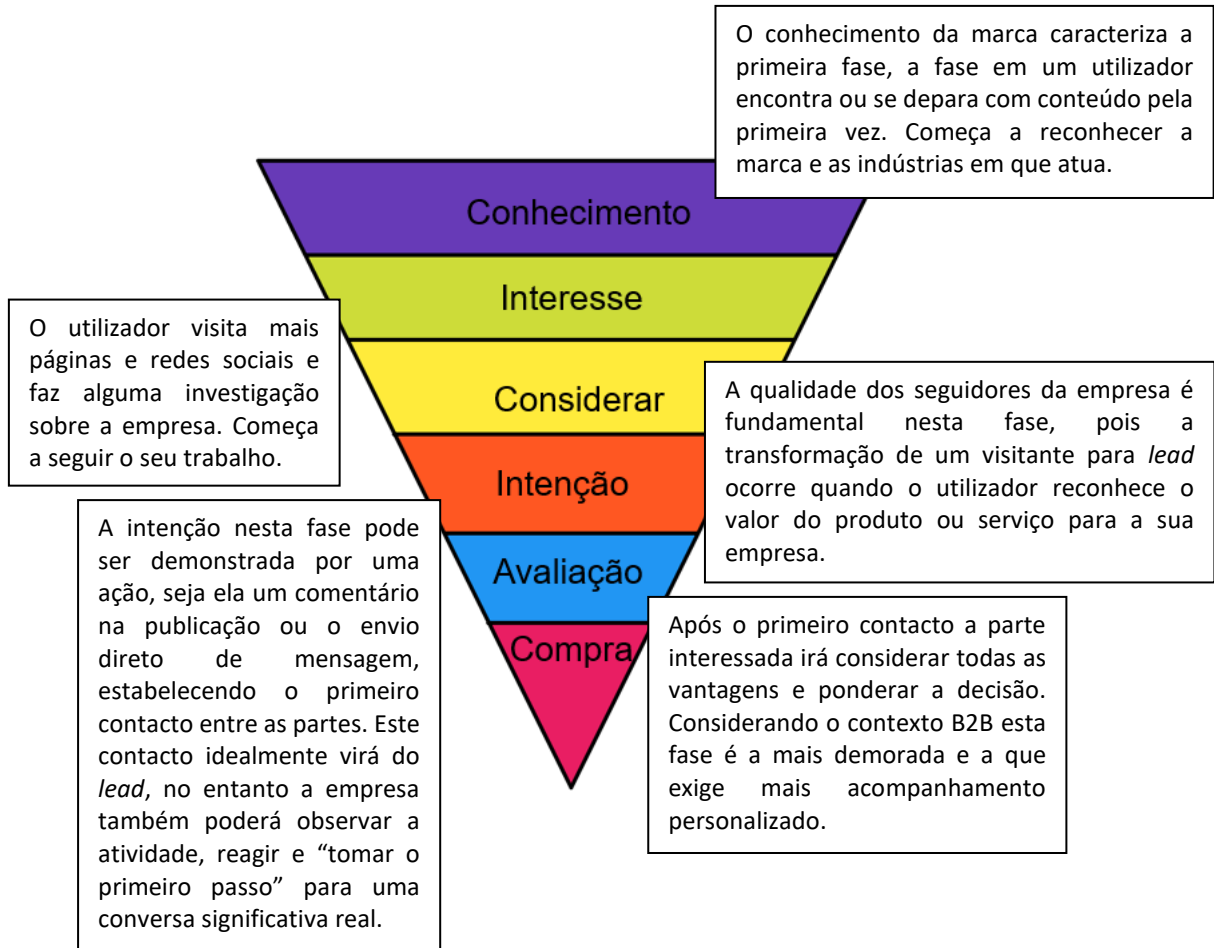 O conhecimento da marca caracteriza a
primeira fase, a fase em um utilizador
encontra ou se depara com conteúdo pela
primeira vez. Começa a reconhecer a
marca e as indústrias em que atua.
Conhecimento
Interesse
O utilizador visita mais
páginas e redes sociais e
faz alguma investigação
sobre a empresa. Começa
a seguir o seu trabalho.
Considerar
A qualidade dos seguidores da empresa é
fundamental nesta fase, pois a
transformação de um visitante para lead
ocorre quando o utilizador reconhece o
valor do produto ou serviço para a sua
empresa.
Intenção
A intenção nesta fase pode
ser demonstrada por uma
ação, seja ela um comentário
na publicação ou o envio
direto de mensagem,
estabelecendo o primeiro
contacto entre as partes. Este
contacto idealmente virá do
lead, no entanto a empresa
também poderá observar a
atividade, reagir e “tomar o
primeiro passo” para uma
conversa significativa real.
Avaliação
Após o primeiro contacto a parte
interessada irá considerar todas as
vantagens e ponderar a decisão.
Considerando o contexto B2B esta
fase é a mais demorada e a que
exige mais acompanhamento
personalizado.
Compra